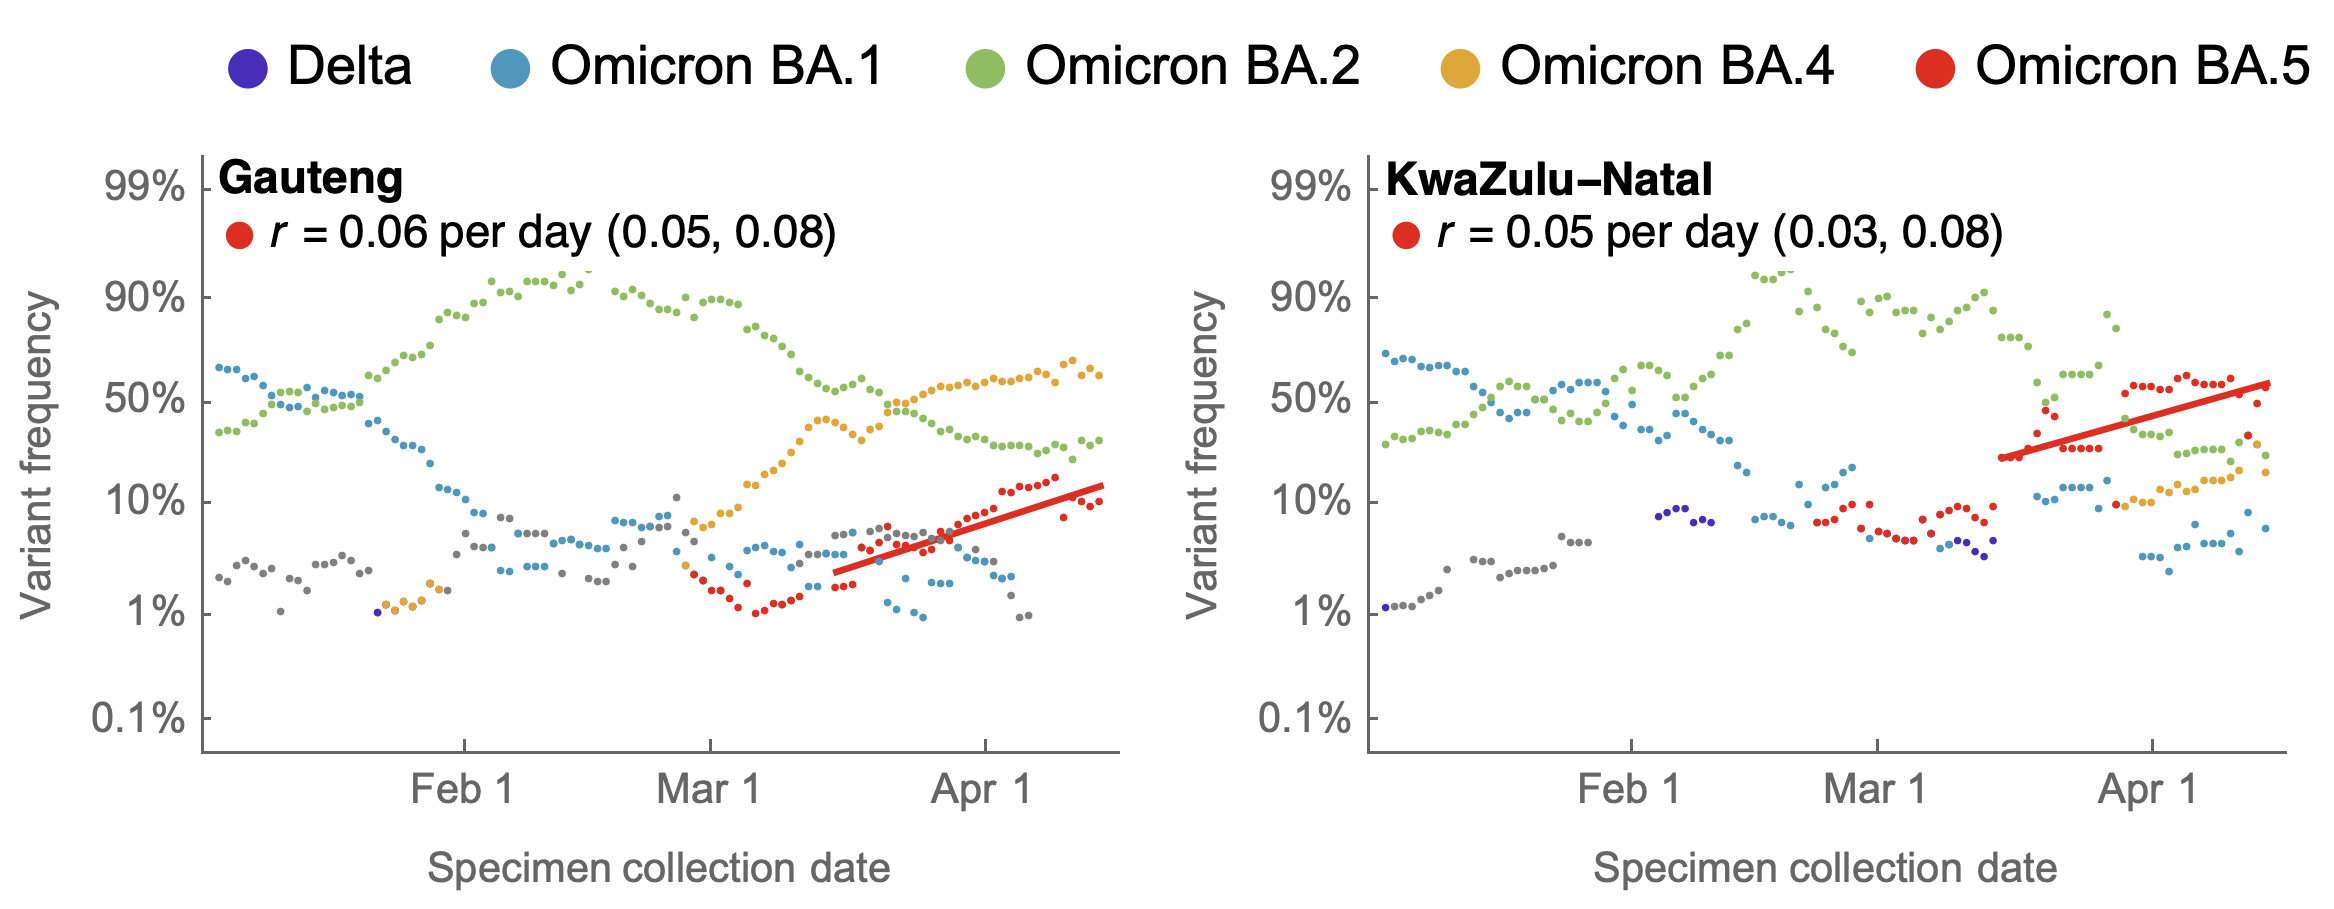 Delta Omicron BA.1 Omicron BA.2 Omicron BA.4 Omicron BA.5
Gauteng
r = 0.06 per day (0.05, 0.08)
99%
90%
50%
10%
1%
0.1%
Variant frequency
Feb 1 Mar 1 Apr 1
Specimen collection date
KwaZulu–Natal
r = 0.05 per day (0.03, 0.08)
99%
90%
50%
10%
1%
0.1%
Variant frequency
Feb 1 Mar 1 Apr 1
Specimen collection date